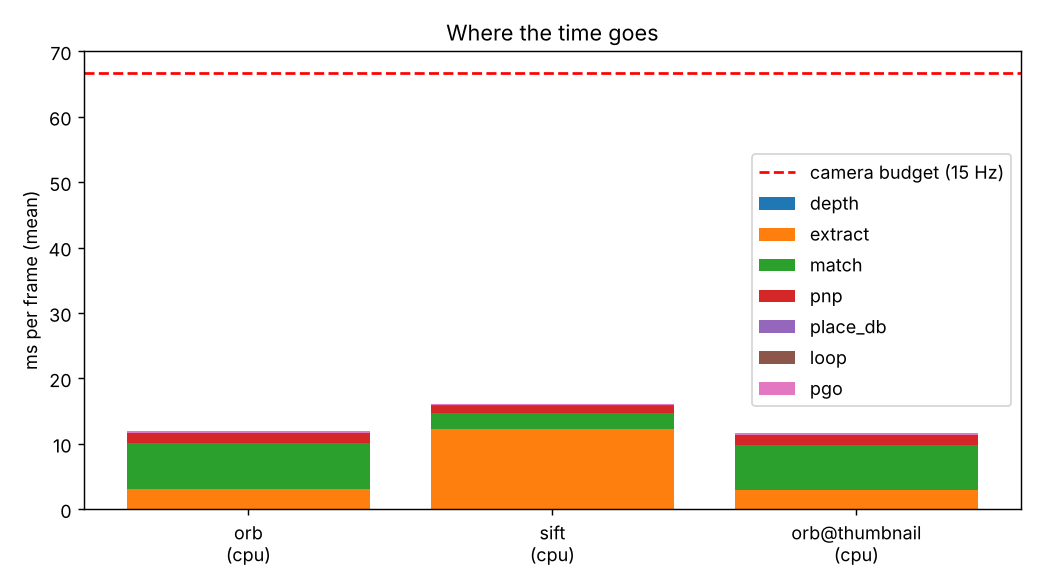 Where the time goes
70
60
50
40
30
20
10
0
ms per frame (mean)
camera budget (15 Hz)
depth
extract
match
pnp
place_db
loop
pgo
orb
(cpu)
sift
(cpu)
orb@thumbnail
(cpu)